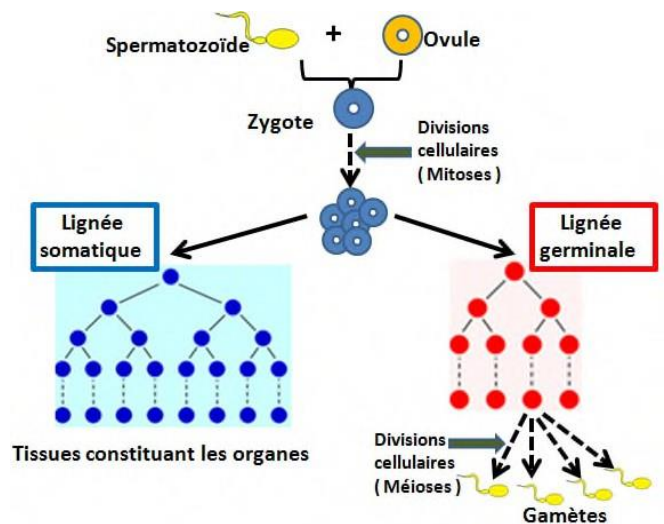 Spermatozoïde
+
Ovule
Zygote
Divisions
cellulaires
( Mitoses )
Lignée
somatique
Lignée
germinale
Tissues constituant les organes
Divisions
cellulaires
( Méioses )
Gamètes